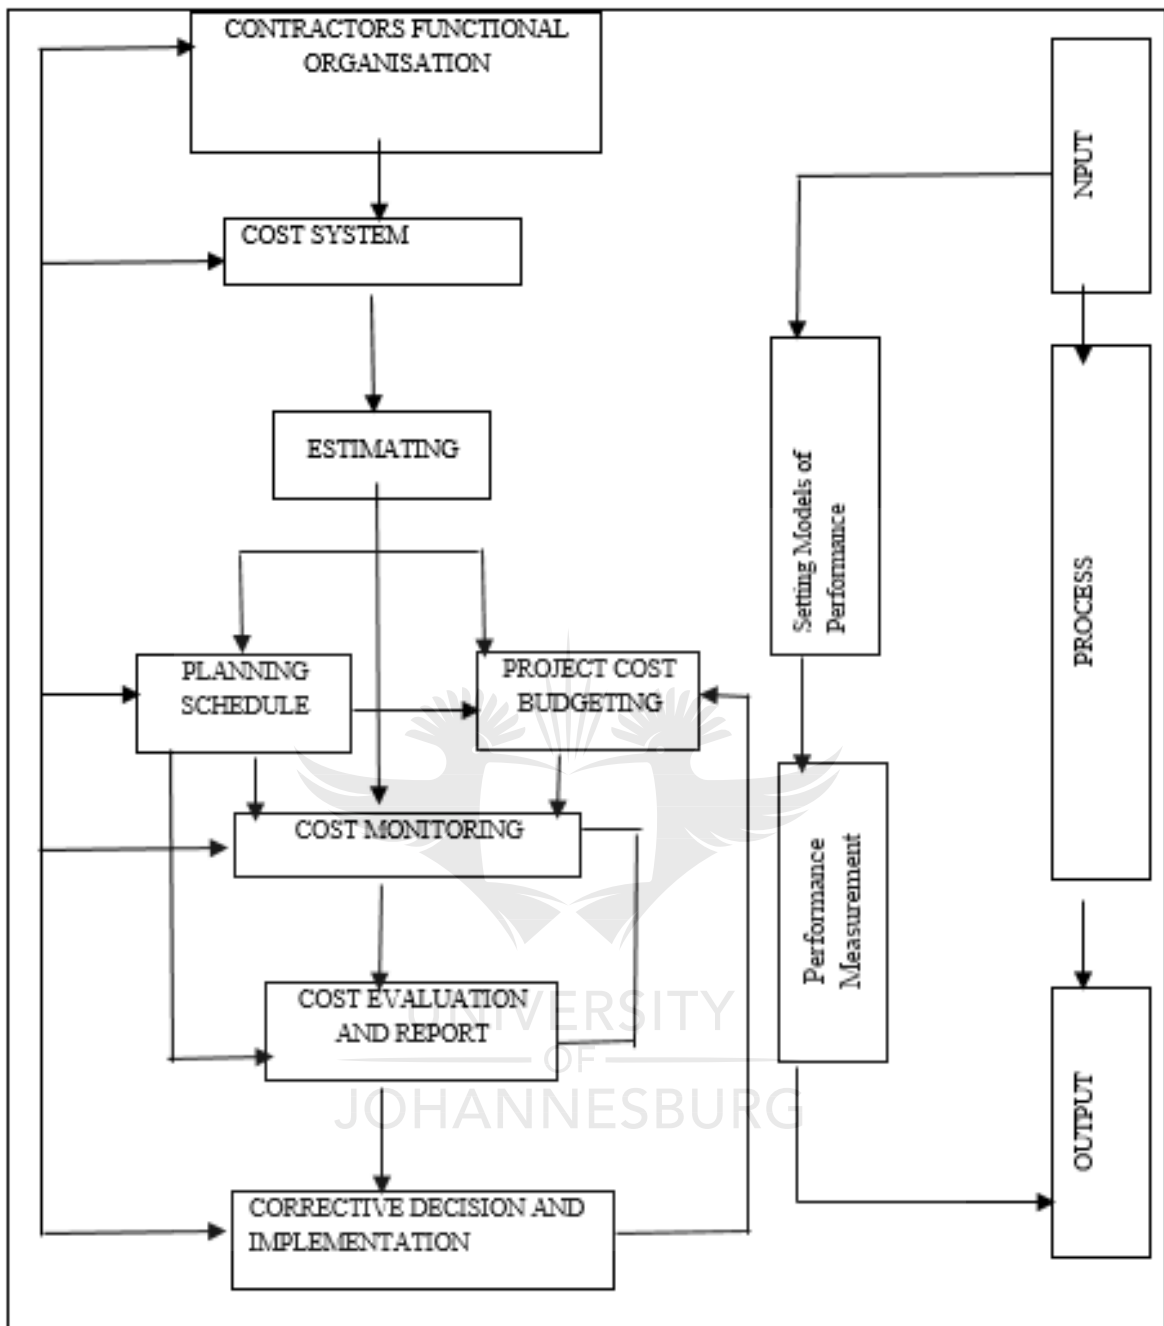 CONTRACTORS FUNCTIONAL
ORGANISATION
COST SYSTEM
ESTIMATING
PLANNING
SCHEDULE
PROJECT COST
BUDGETING
COST MONITORING
COST EVALUATION
AND REPORT
CORRECTIVE DECISION AND
IMPLEMENTATION
Setting Models of
Performance
Performance
Measurement
NPUT
PROCESS
OUTPUT
UNIVERSITY
OF
JOHANNESBURG